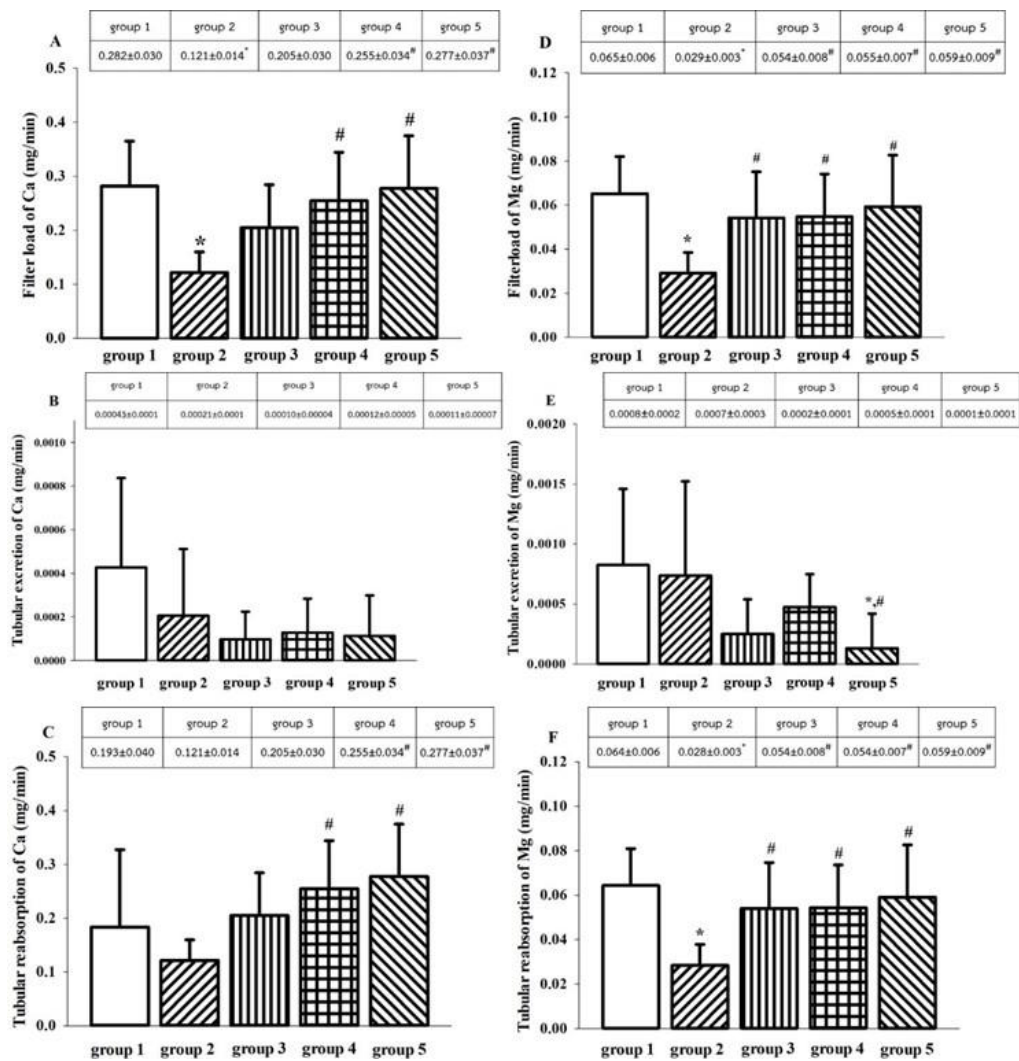 A
group 1 group 2 group 3 group 4 group 5
0.282±0.030 0.121±0.014* 0.205±0.030 0.255±0.034# 0.277±0.037#
Filter load of Ca (mg/min)
0.5
0.4
0.3
0.2
0.1
0.0
*
#
#
group 1 group 2 group 3 group 4 group 5
D
group 1 group 2 group 3 group 4 group 5
0.065±0.006 0.029±0.003* 0.054±0.008# 0.055±0.007# 0.059±0.009#
Filterload of Mg (mg/min)
0.12
0.10
0.08
0.06
0.04
0.02
0.00
*
#
#
#
group 1 group 2 group 3 group 4 group 5
B
group 1 group 2 group 3 group 4 group 5
0.00043±0.0001 0.00021±0.0001 0.00010±0.00004 0.00012±0.00005 0.00011±0.00007
Tubular excretion of Ca (mg/min)
0.0010
0.0008
0.0006
0.0004
0.0002
0.0000
group 1 group 2 group 3 group 4 group 5
E
group 1 group 2 group 3 group 4 group 5
0.0008±0.0002 0.0007±0.0003 0.0002±0.0001 0.0005±0.0001 0.0001±0.0001
Tubular excretion of Mg (mg/min)
0.0020
0.0015
0.0010
0.0005
0.0000
*,#
group 1 group 2 group 3 group 4 group 5
C
group 1 group 2 group 3 group 4 group 5
0.193±0.040 0.121±0.014 0.205±0.030 0.255±0.034# 0.277±0.037#
Tubular reabsorption of Ca (mg/min)
0.5
0.4
0.3
0.2
0.1
0.0
#
#
group 1 group 2 group 3 group 4 group 5
F
group 1 group 2 group 3 group 4 group 5
0.064±0.006 0.028±0.003* 0.054±0.008# 0.054±0.007# 0.059±0.009#
Tubular reabsorption of Mg (mg/min)
0.12
0.10
0.08
0.06
0.04
0.02
0.00
*
#
#
#
group 1 group 2 group 3 group 4 group 5